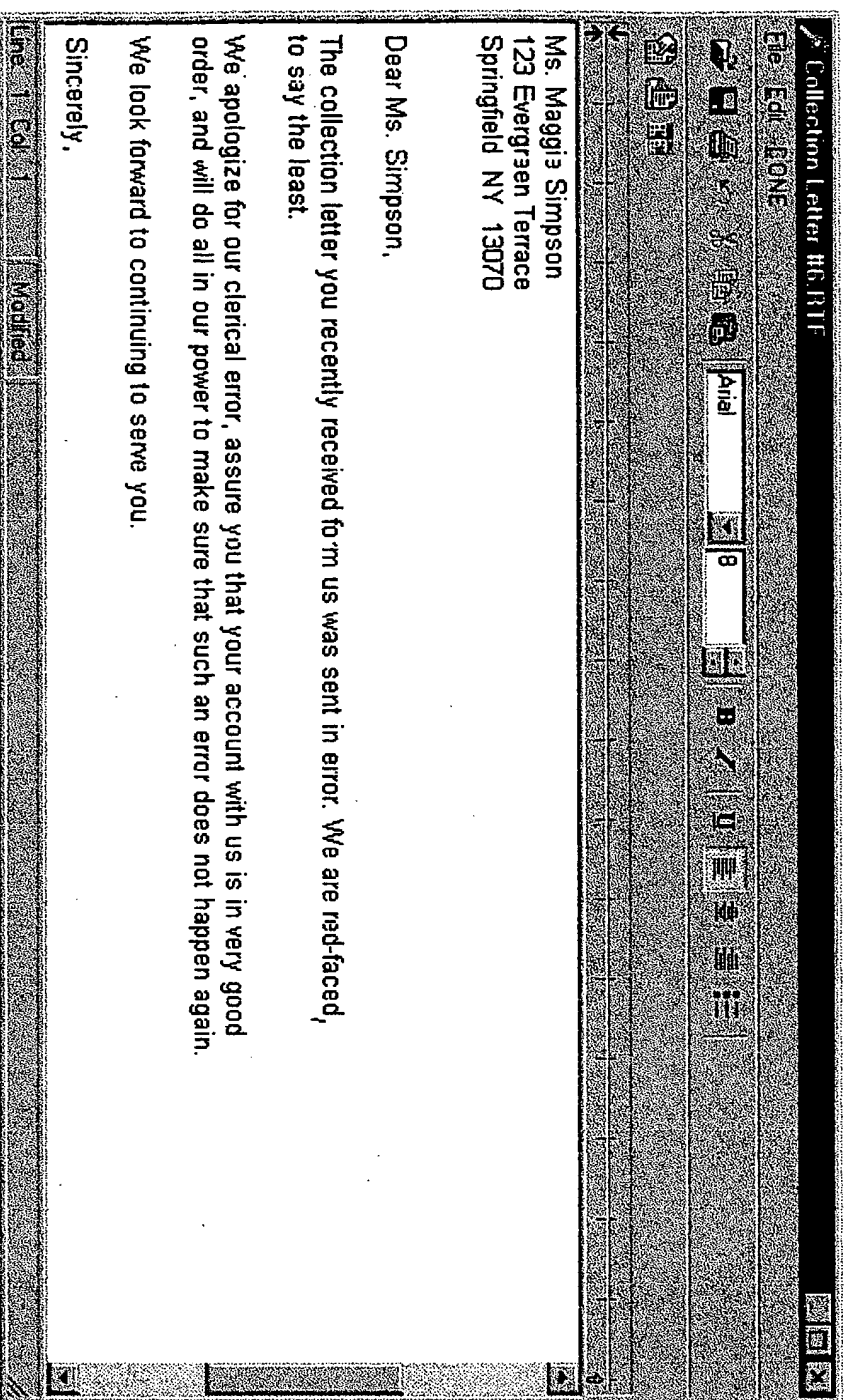 Collection Letter #6.RTF
File Edit DONE
Arial 8 B I U
Ms. Maggie Simpson
123 Evergreen Terrace
Springfield NY 13070
Dear Ms. Simpson,
The collection letter you recently received form us was sent in error. We are red-faced,
to say the least.
We apologize for our clerical error, assure you that your account with us is in very good
order, and will do all in our power to make sure that such an error does not happen again.
We look forward to continuing to serve you.
Sincerely,
Line 1 Col 1 Modified